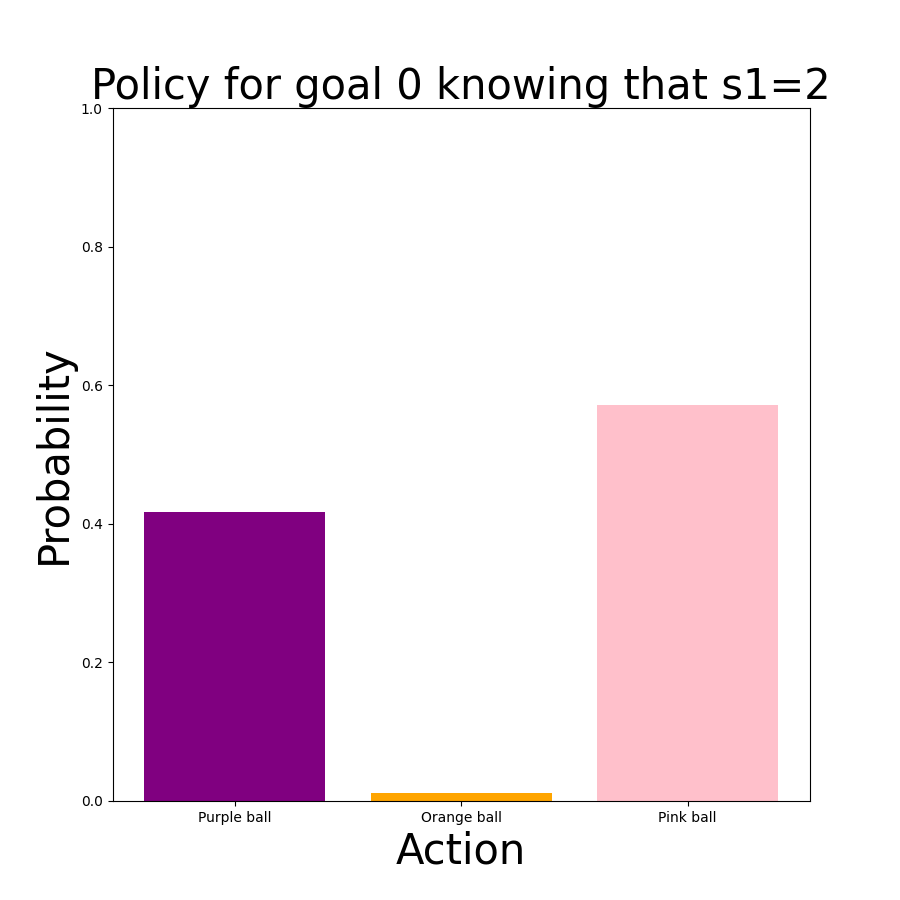 Policy for goal 0 knowing that s1=2
1.0
0.8
0.6
0.4
0.2
0.0
Probability
Purple ball
Orange ball
Pink ball
Action